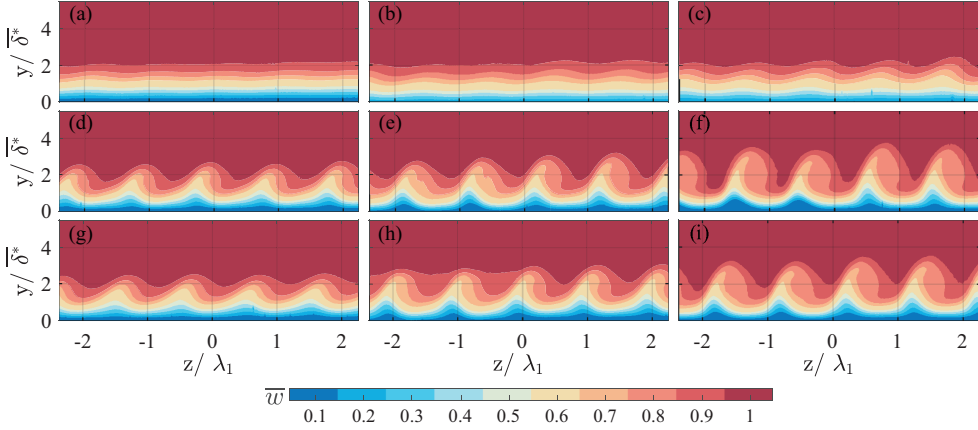 (a) (b) (c)
y/ δ* 4 2 0
(d) (e) (f)
y/ δ* 4 2 0
(g) (h) (i)
y/ δ* 4 2 0
-2 -1 0 1 2 -2 -1 0 1 2 -2 -1 0 1 2
z/ λ₁ z/ λ₁ z/ λ₁
w 0.1 0.2 0.3 0.4 0.5 0.6 0.7 0.8 0.9 1